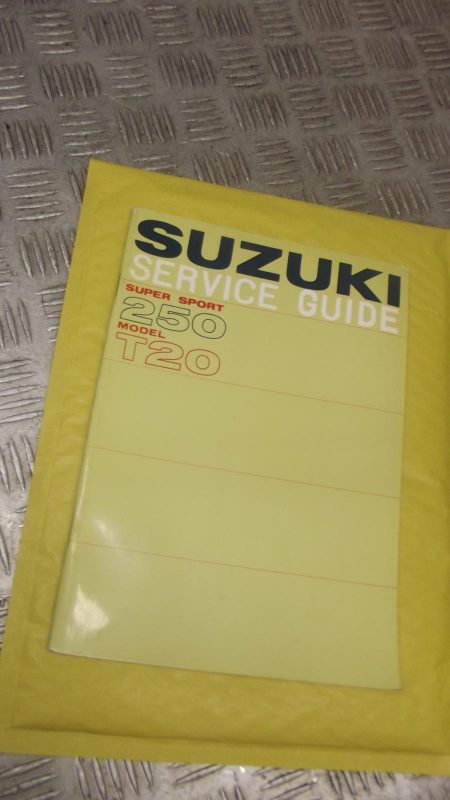 SUZUKI
SERVICE GUIDE
SUPER SPORT
250
MODEL
T20